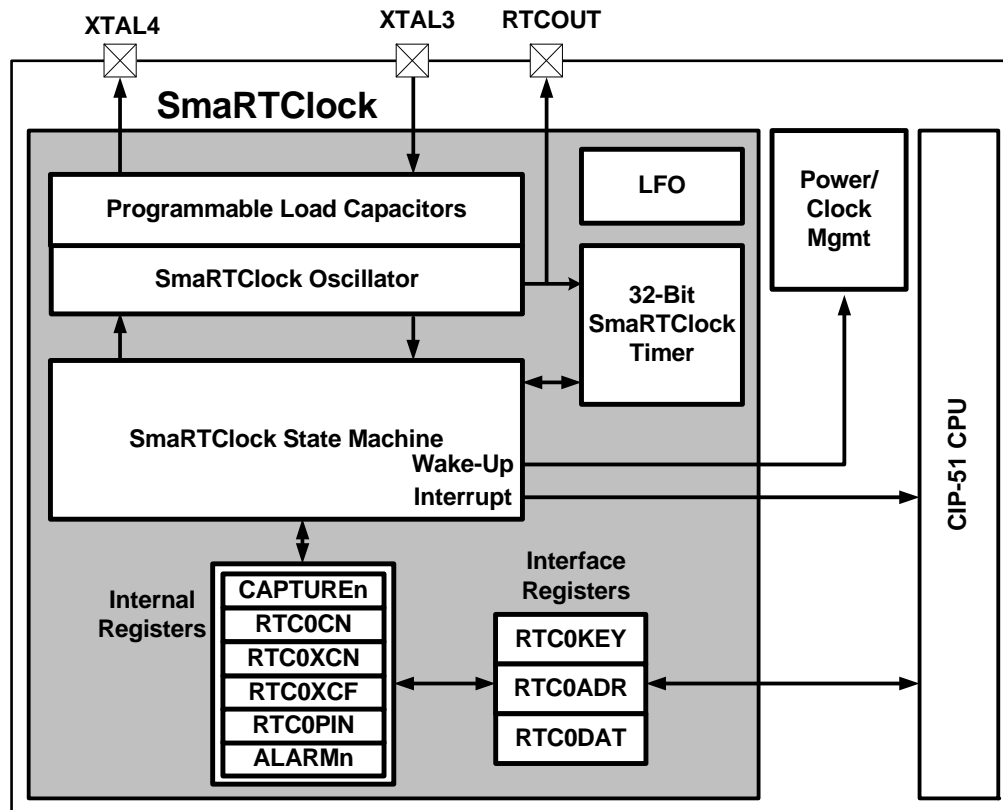 XTAL4
XTAL3
RTCOUT
SmaRTClock
Programmable Load Capacitors
SmaRTClock Oscillator
LFO
32-Bit
SmaRTClock
Timer
Power/
Clock
Mgmt
SmaRTClock State Machine
Wake-Up
Interrupt
CIP-51 CPU
Internal
Registers
CAPTUREn
RTC0CN
RTC0XCN
RTC0XCF
RTC0PIN
ALARMn
Interface
Registers
RTC0KEY
RTC0ADR
RTC0DAT